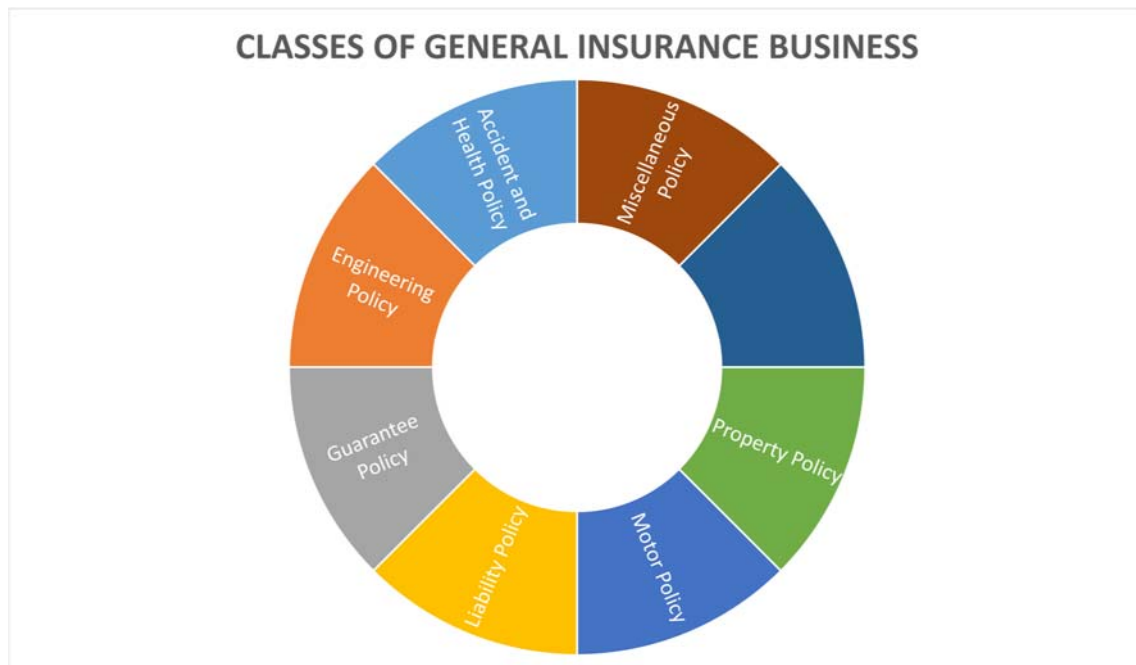 CLASSES OF GENERAL INSURANCE BUSINESS
Accident and
Health Policy
Miscellaneous
Policy
Engineering
Policy
Property Policy
Guarantee
Policy
Liability Policy
Motor Policy